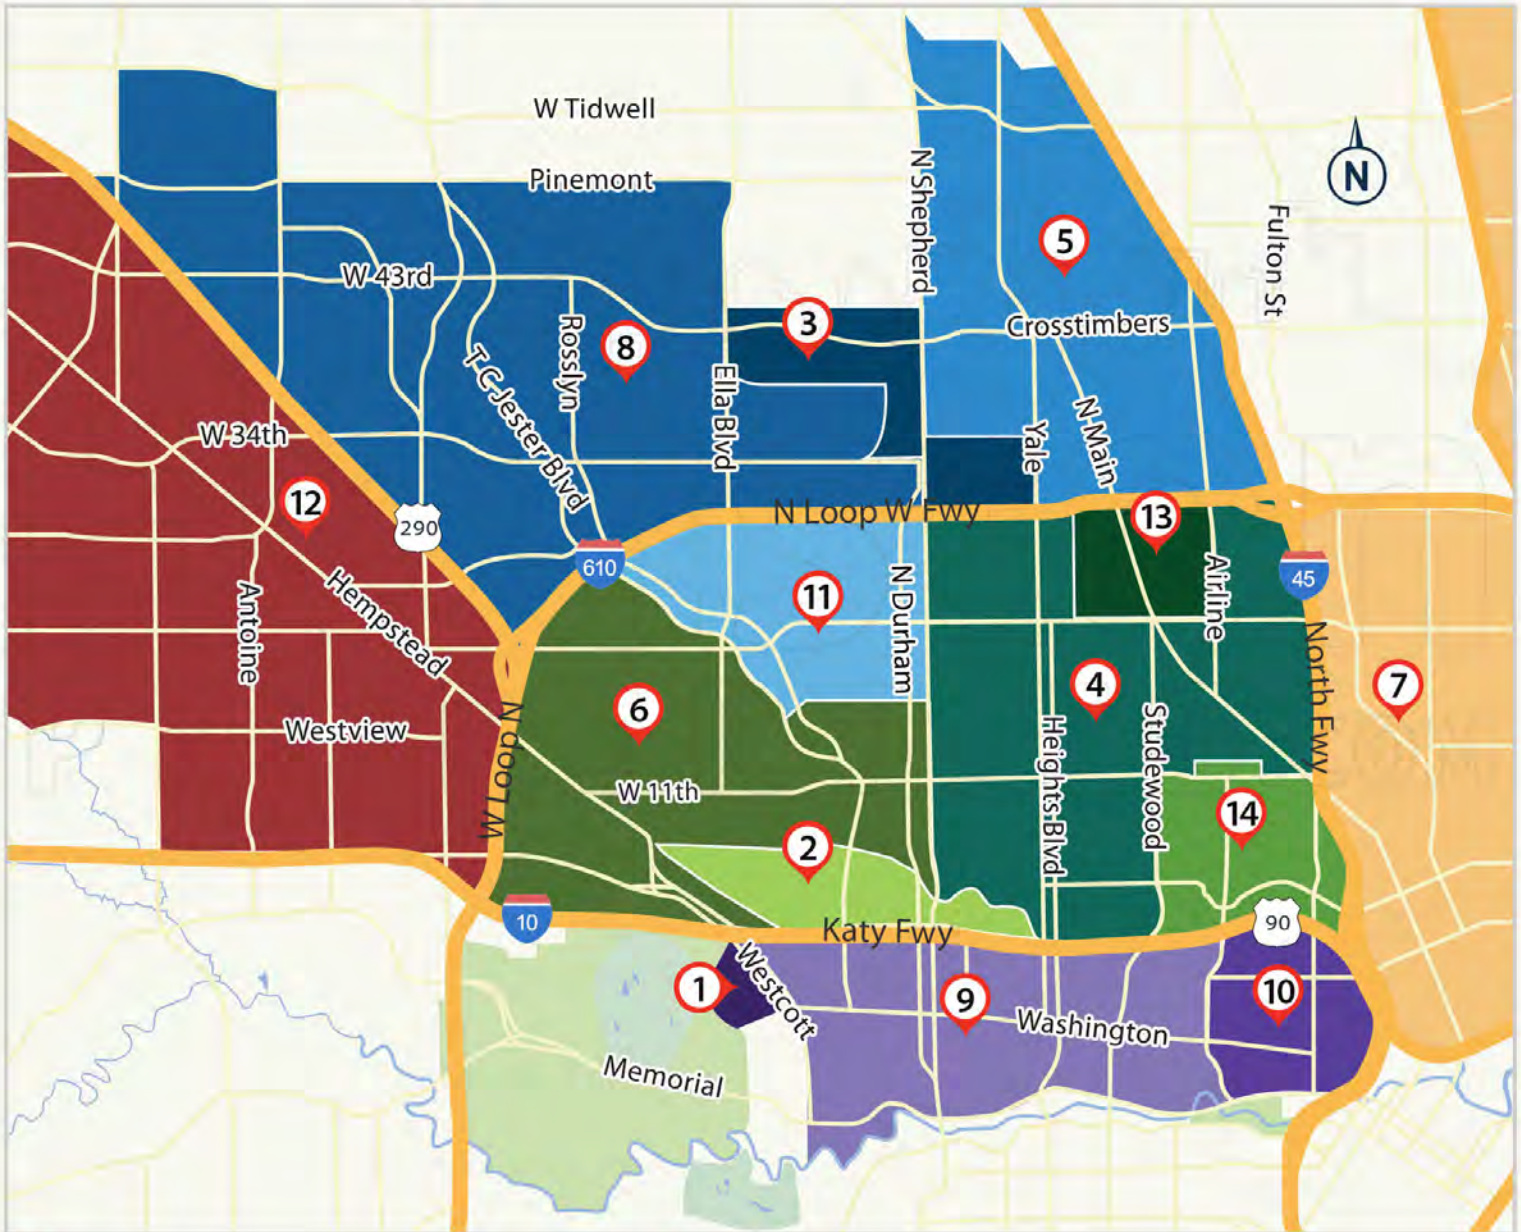 W Tidwell
Pinemont
N Shepherd
N
5
Fulton St
W 43rd
3
Crosstimbers
8
Rosslyn
T C Jester Blvd
Ella Blvd
Yale
N Main
W 34th
12
290
N Loop W Fwy
13
610
45
11
Antoine
Hempstead
N Durham
Airline
North Fwy
6
4
7
Westview
W Loop N
Heights Blvd
Studewood
W 11th
14
2
10
Katy Fwy
90
1
Westcott
9
10
Washington
Memorial